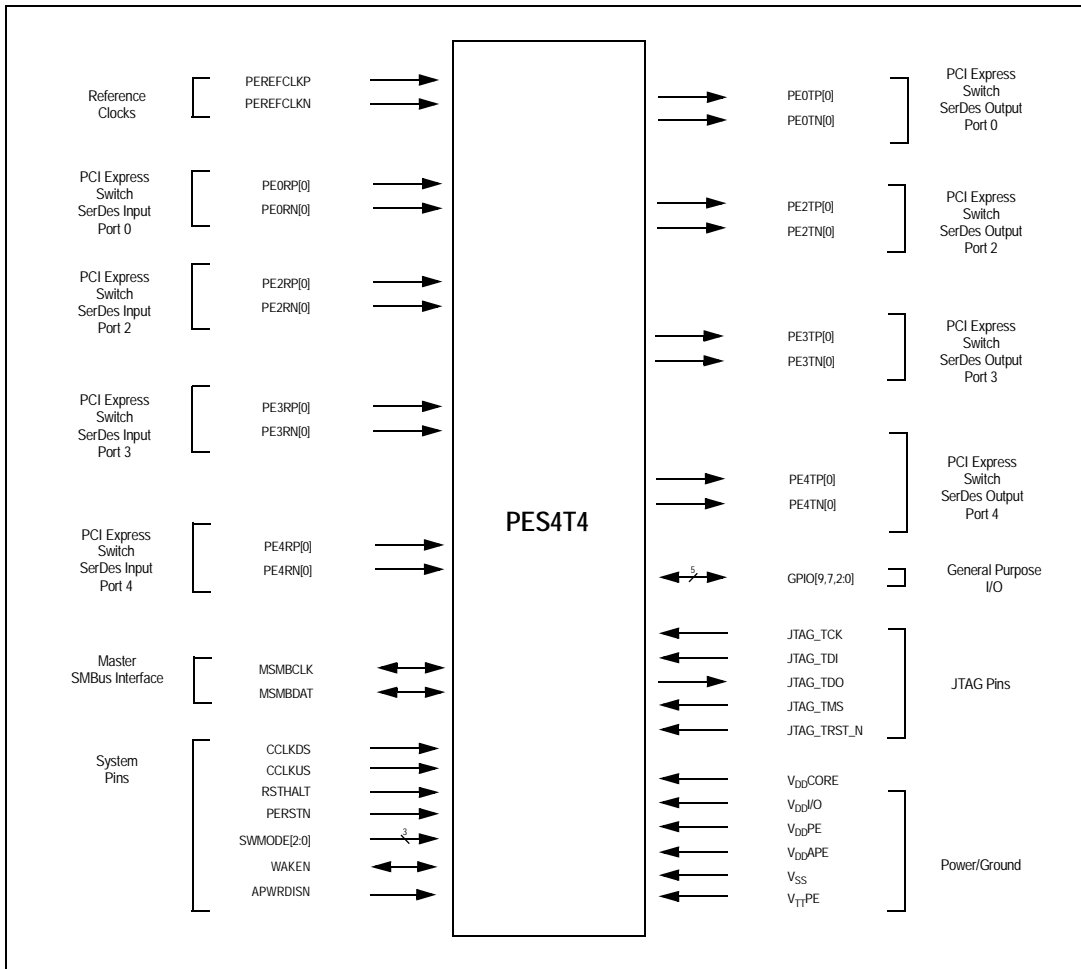 Reference
Clocks
PEREFCLKP
PEREFCLKN
PCI Express
Switch
SerDes Input
Port 0
PE0RP[0]
PE0RN[0]
PCI Express
Switch
SerDes Input
Port 2
PE2RP[0]
PE2RN[0]
PCI Express
Switch
SerDes Input
Port 3
PE3RP[0]
PE3RN[0]
PCI Express
Switch
SerDes Input
Port 4
PE4RP[0]
PE4RN[0]
Master
SMBus Interface
MSMBCLK
MSMBDAT
System
Pins
CCLKDS
CCLKUS
RSTHALT
PERSTN
SWMODE[2:0]
3
WAKEN
APWRDISN
PES4T4
PE0TP[0]
PE0TN[0]
PCI Express
Switch
SerDes Output
Port 0
PE2TP[0]
PE2TN[0]
PCI Express
Switch
SerDes Output
Port 2
PE3TP[0]
PE3TN[0]
PCI Express
Switch
SerDes Output
Port 3
PE4TP[0]
PE4TN[0]
PCI Express
Switch
SerDes Output
Port 4
5
GPIO[9,7,2:0]
General Purpose
I/O
JTAG_TCK
JTAG_TDI
JTAG_TDO
JTAG_TMS
JTAG_TRST_N
JTAG Pins
VDDCORE
VDDI/O
VDDPE
VDDAPE
VSS
VTTPE
Power/Ground